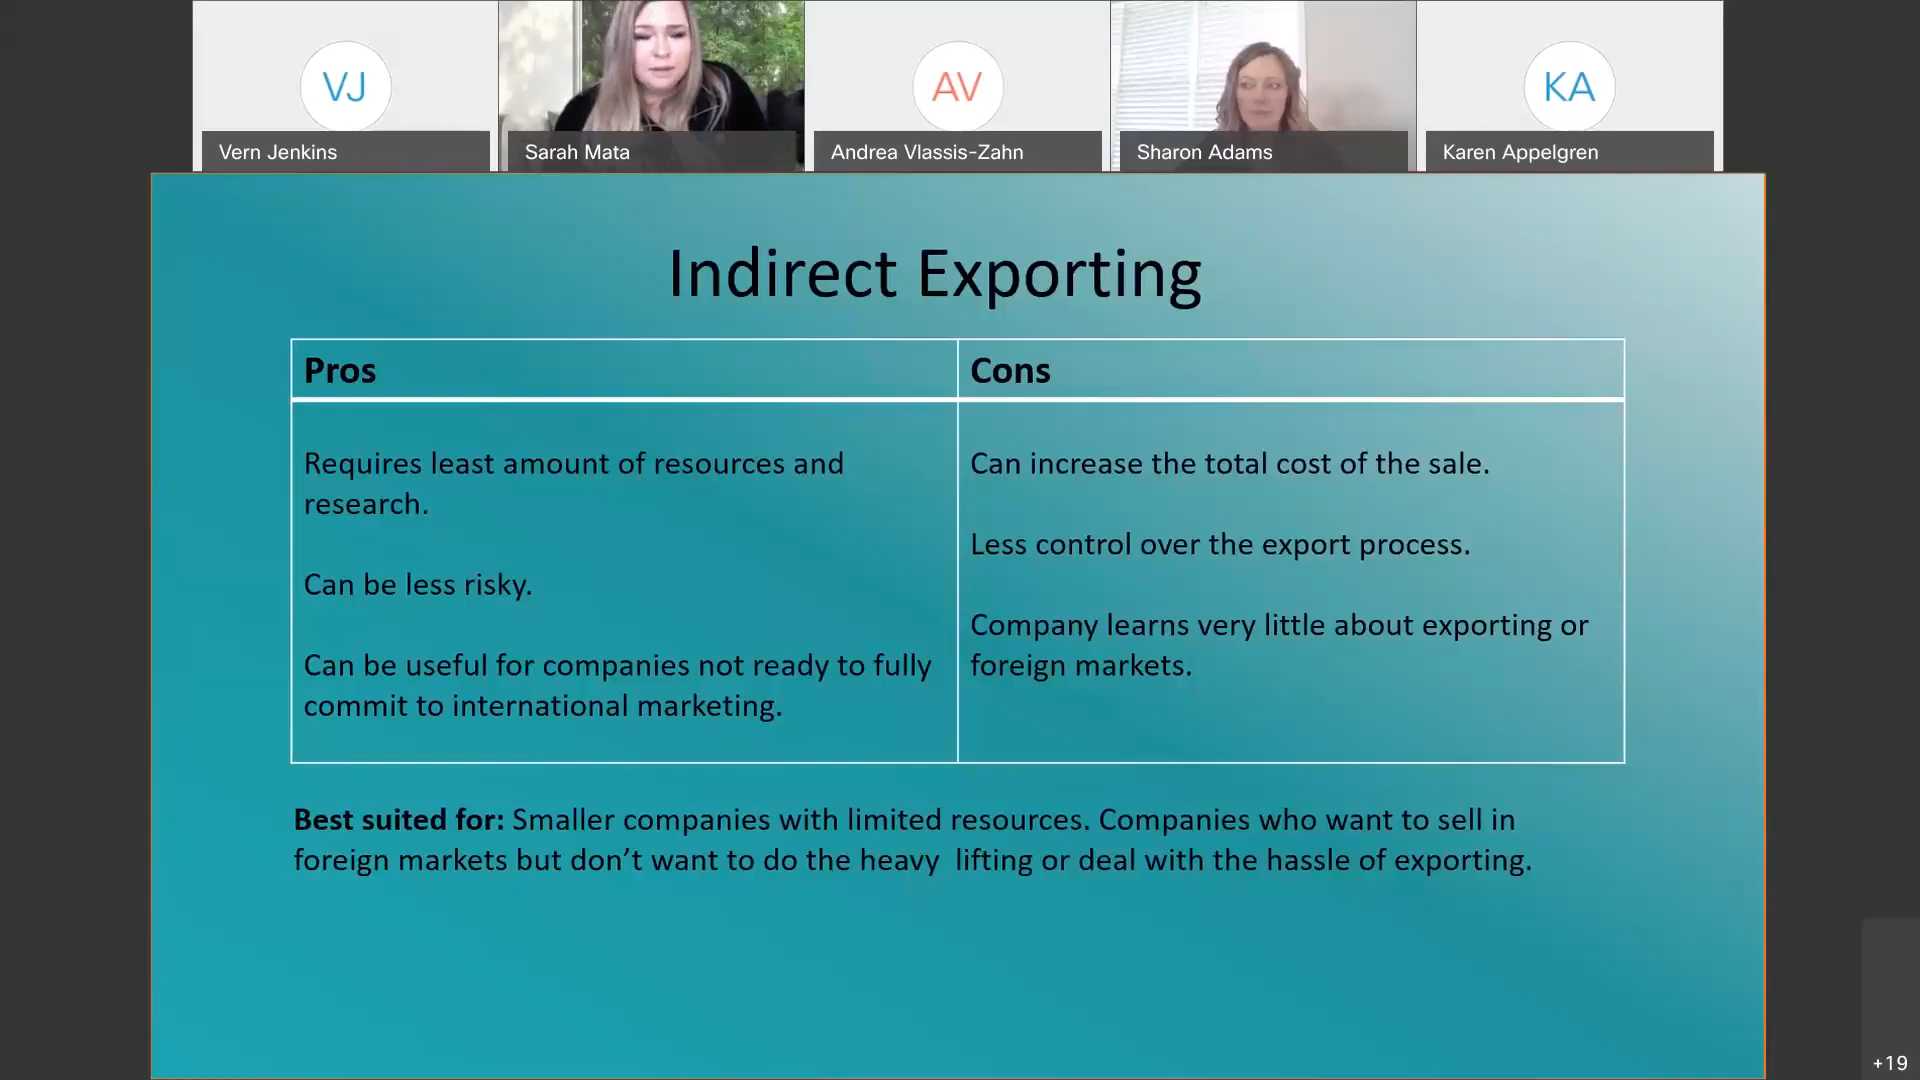 VJ
AV
KA
Vern Jenkins
Sarah Mata
Andrea Vlassis-Zahn
Sharon Adams
Karen Appelgren
Indirect Exporting
Pros
Cons
Requires least amount of resources and
research.
Can be less risky.
Can be useful for companies not ready to fully
commit to international marketing.
Can increase the total cost of the sale.
Less control over the export process.
Company learns very little about exporting or
foreign markets.
Best suited for: Smaller companies with limited resources. Companies who want to sell in
foreign markets but don’t want to do the heavy  lifting or deal with the hassle of exporting.
+19